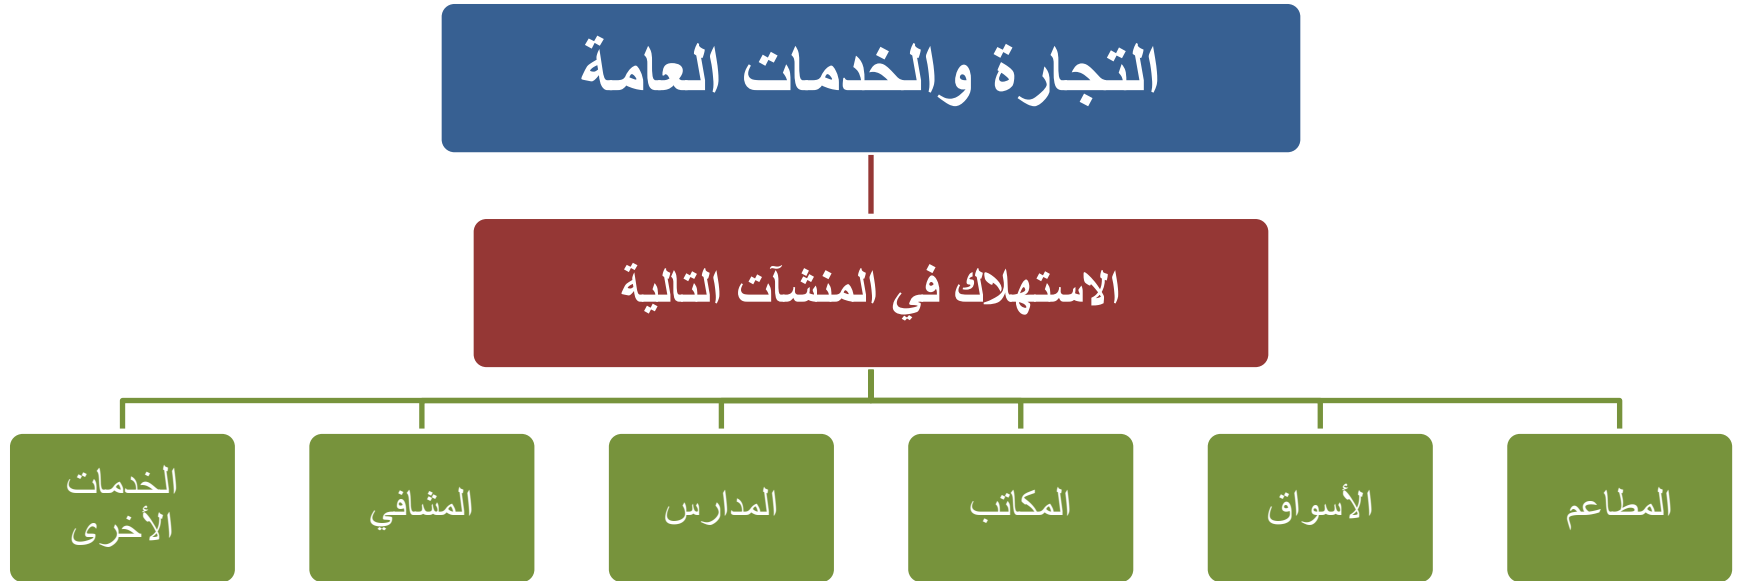 التجارة والخدمات العامة
الاستهلاك في المنشآت التالية
المطاعم
الأسواق
المكاتب
المدارس
المشافي
الخدمات
الأخرى